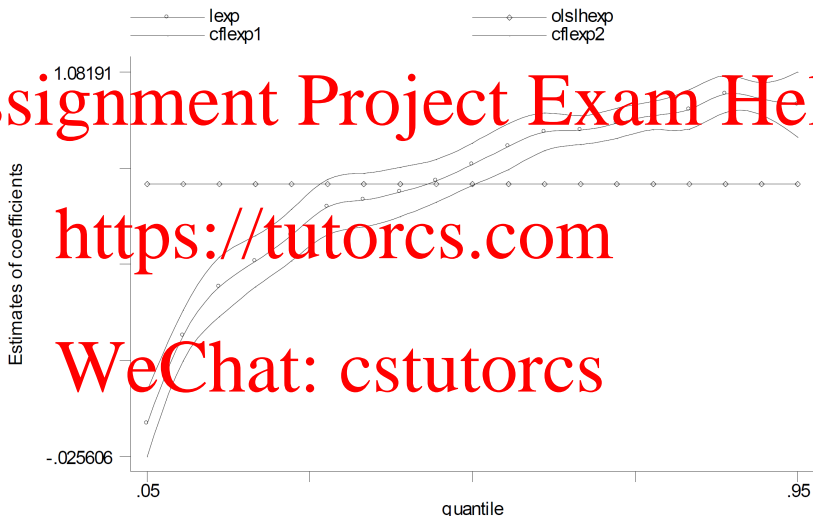 lexp
olslhexp
cflexp1
cflexp2
1.08191
ssignment Project Exam Hel
Estimates of coefficients
https://tutorcs.com
WeChat: cstutorcs
-.025606
.05
.95
quantile